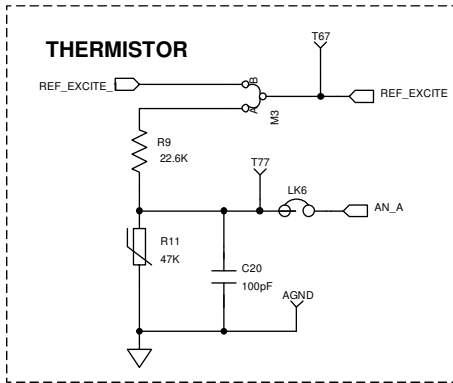 THERMISTOR
T67
REF_EXCITE_
B
A
M3
REF_EXCITE
R9
22.6K
T77
LK6
AN_A
R11
47K
C20
100pF
AGND